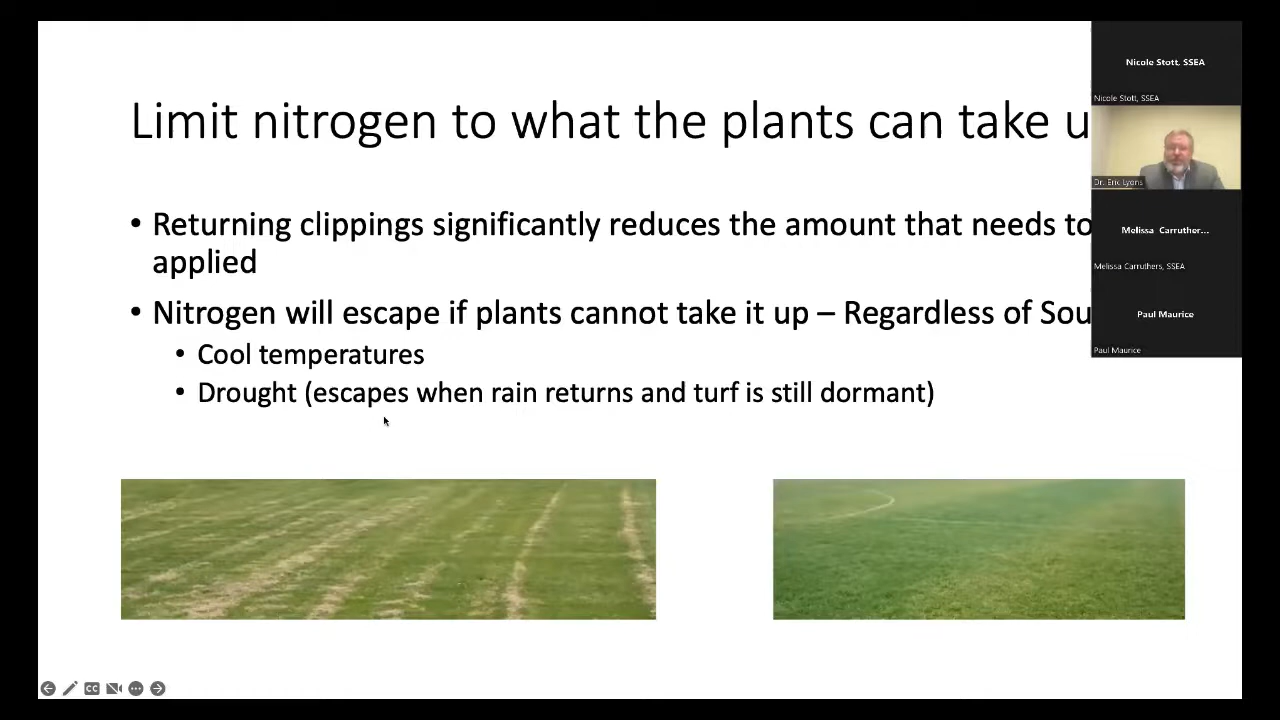 Limit nitrogen to what the plants can take u
• Returning clippings significantly reduces the amount that needs to
applied
• Nitrogen will escape if plants cannot take it up – Regardless of Sou
• Cool temperatures
• Drought (escapes when rain returns and turf is still dormant)
Nicole Stott, SSEA
Nicole Stott, SSEA
Dr. Eric Lyons
Melissa Carruther...
Melissa Carruthers, SSEA
Paul Maurice
Paul Maurice
CC